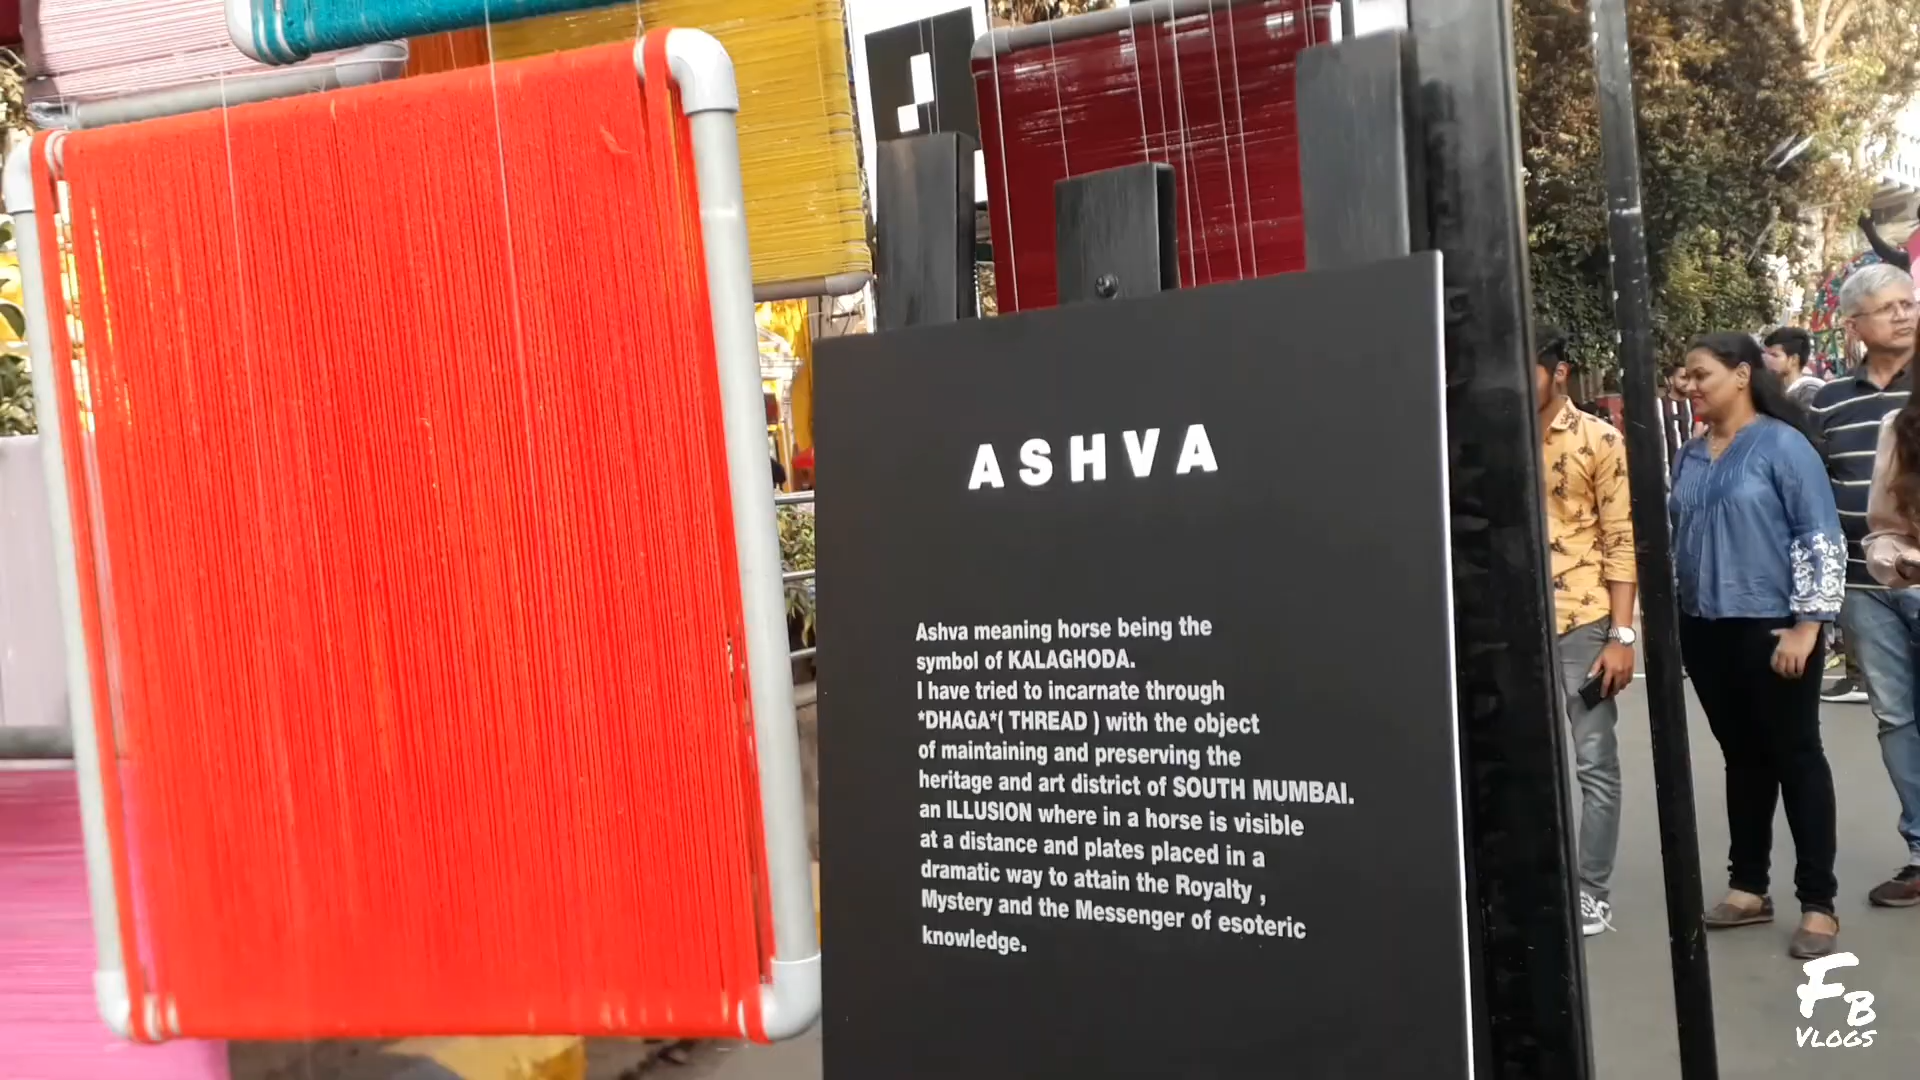 ASHVA
Ashva meaning horse being the
symbol of KALAGHODA.
I have tried to incarnate through
*DHAGA*( THREAD ) with the object
of maintaining and preserving the
heritage and art district of SOUTH MUMBAI.
an ILLUSION where in a horse is visible
at a distance and plates placed in a
dramatic way to attain the Royalty ,
Mystery and the Messenger of esoteric
knowledge.
FB
VLOGS